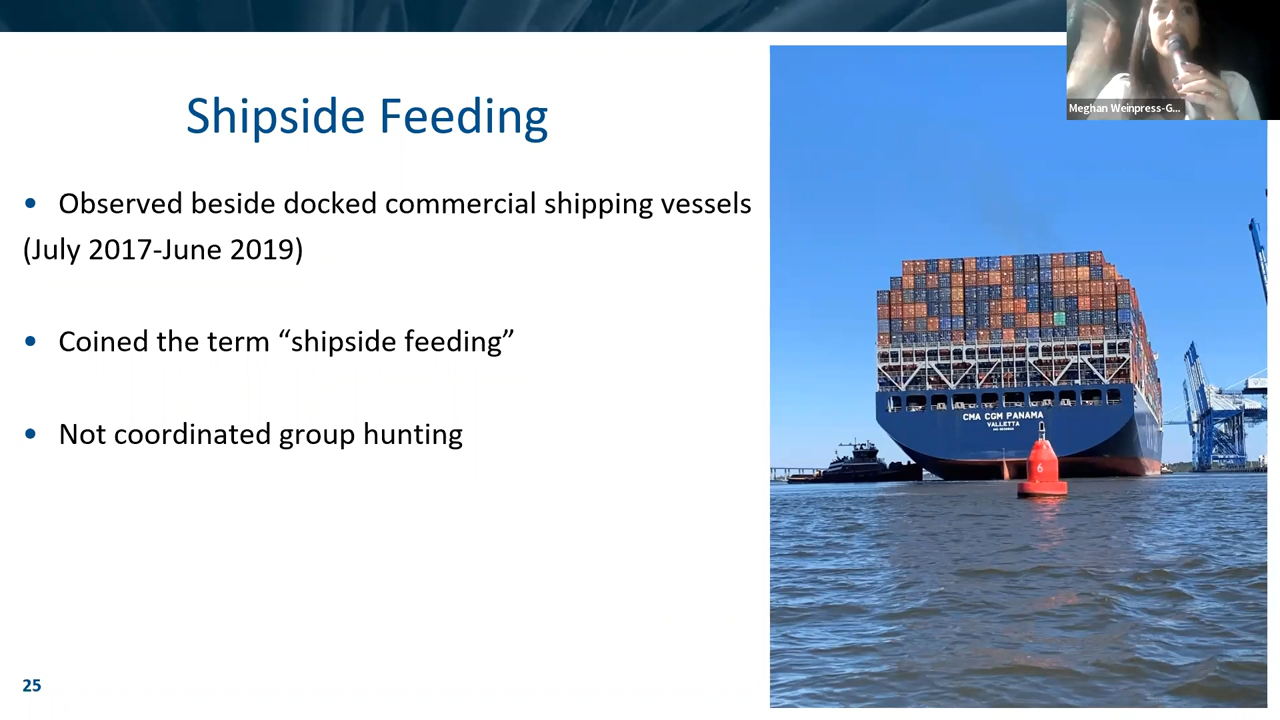 Meghan Weinpress-G...
Shipside Feeding
• Observed beside docked commercial shipping vessels
(July 2017-June 2019)
• Coined the term “shipside feeding”
• Not coordinated group hunting
CMA CGM PANAMA
VALLETTA
6
25